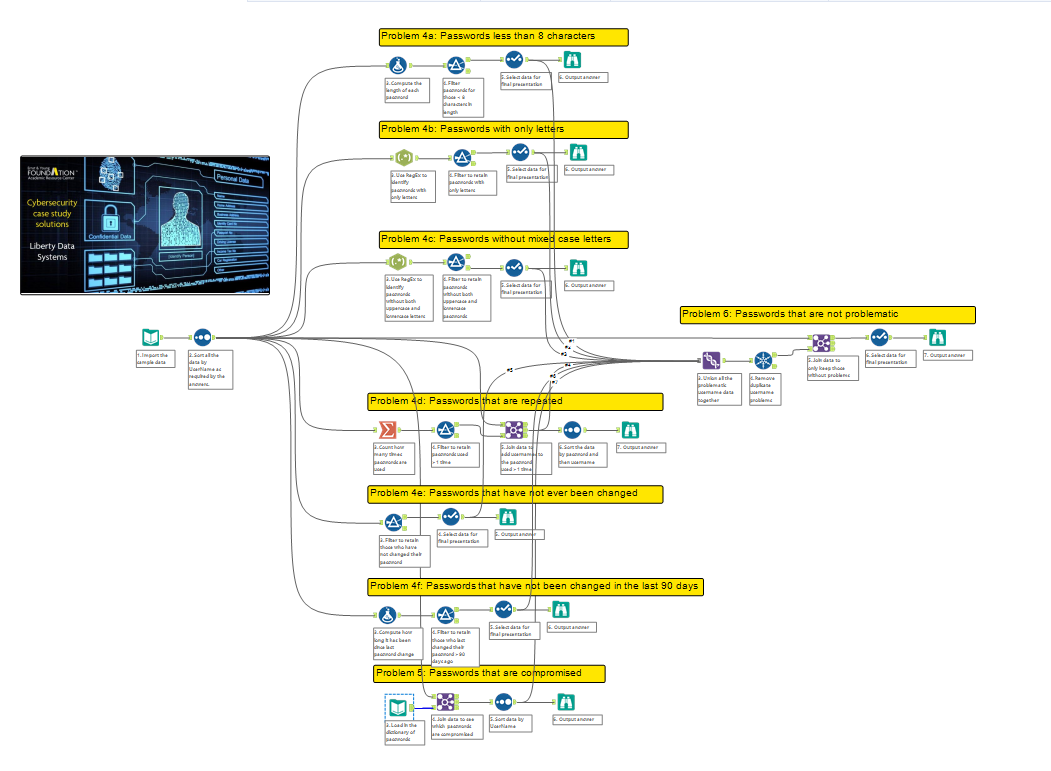 Problem 4a: Passwords less than 8 characters
3. Compute the
length of each
password
4. Filter
passwords for
those < 8
characters in
length
5. Select data for
final presentation
6. Output answer
Problem 4b: Passwords with only letters
3. Use RegEx to
identify
passwords with
only letters
4. Filter to retain
passwords with
only letters
5. Select data for
final presentation
6. Output answer
FOUNDATION
Academic Resource Center
Cybersecurity
case study
solutions
Liberty Data
Systems
Confidential Data
Personal Data
Problem 4c: Passwords without mixed case letters
3. Use RegEx to
identify
passwords
without both
uppercase and
lowercase letters
4. Filter to retain
passwords
without both
uppercase and
lowercase
passwords
5. Select data for
final presentation
6. Output answer
1. Import the
sample data
2. Sort all the
data by
UserName as
required by the
answers.
Problem 6: Passwords that are not problematic
#1
#2
#3
#4
#5
#6
#7
3. Union all the
problematic
username data
together
4. Remove
duplicate
username
problems
5. Join data to
only keep those
without problems
6. Select data for
final presentation
7. Output answer
Problem 4d: Passwords that are repeated
3. Count how
many times
passwords are
used
4. Filter to retain
passwords used
> 1 time
5. Join data to
add usernames to
the password
used > 1 time
6. Sort the data
by password and
then username
7. Output answer
Problem 4e: Passwords that have not ever been changed
3. Filter to retain
those who have
not changed their
password
4. Select data for
final presentation
5. Output answer
Problem 4f: Passwords that have not been changed in the last 90 days
3. Compute how
long it has been
since last
password change
4. Filter to retain
those who last
changed their
password > 90
days ago
5. Select data for
final presentation
6. Output answer
Problem 5: Passwords that are compromised
3. Load in the
dictionary of
passwords
4. Join data to see
which passwords
are compromised
5. Sort data by
UserName
6. Output answer